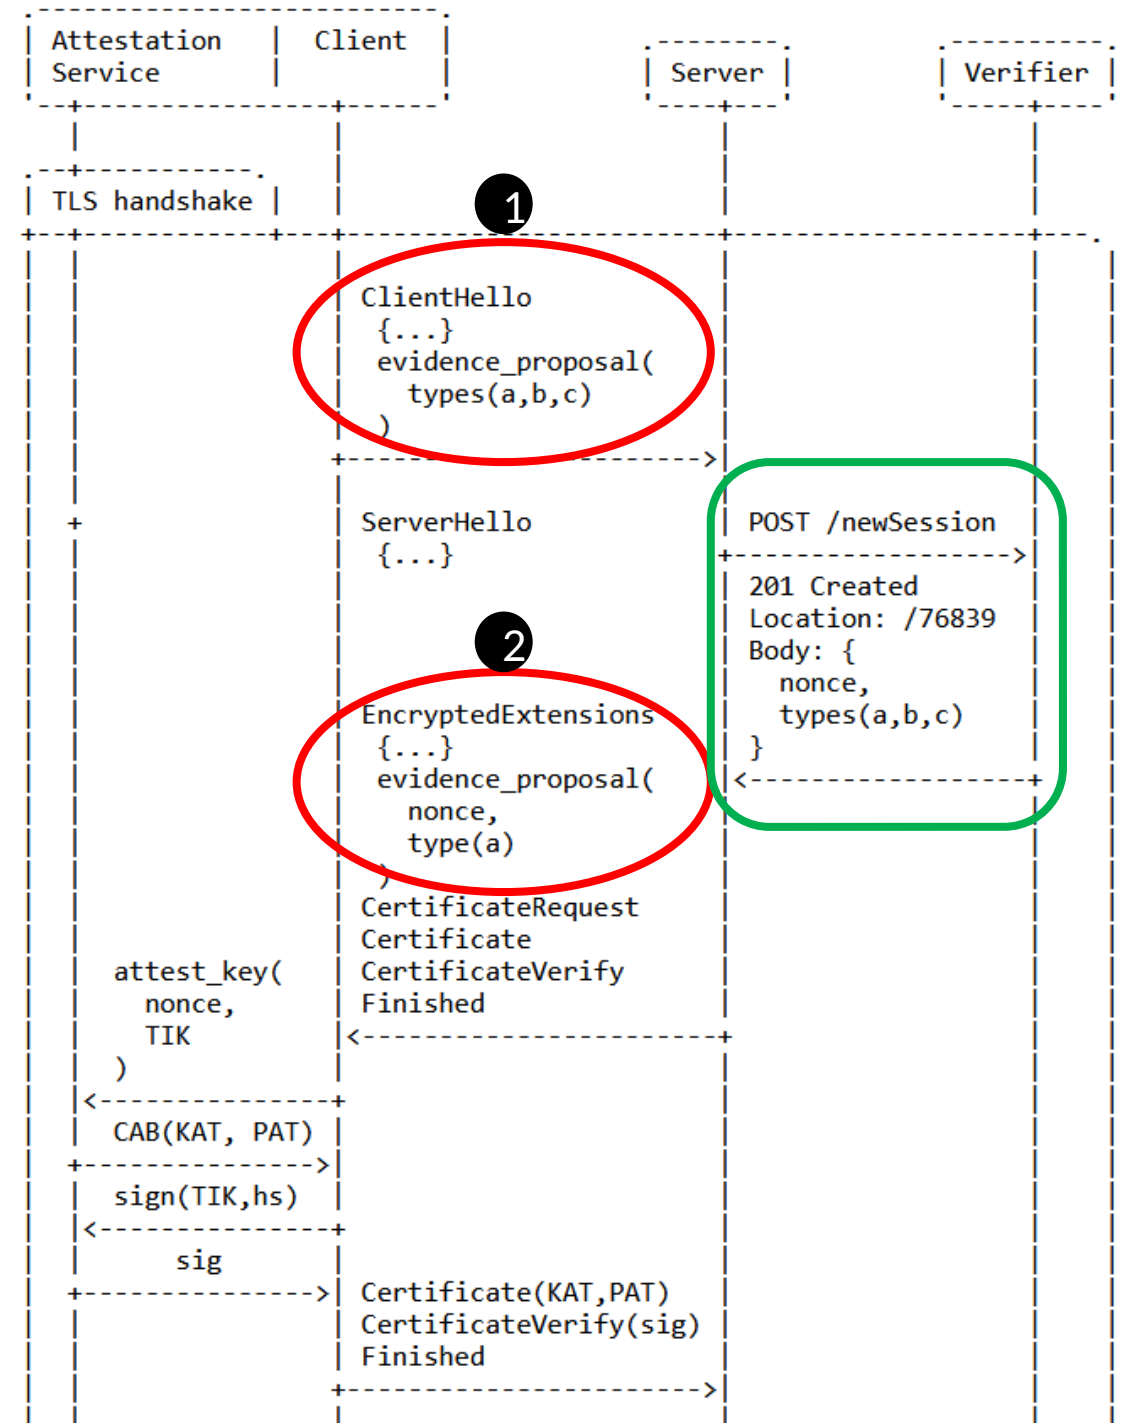 Attestation
Service
Client
Server
Verifier
TLS handshake
1
ClientHello
{...}
evidence_proposal(
types(a,b,c)
)
ServerHello
{...}
POST /newSession
201 Created
Location: /76839
Body: {
nonce,
types(a,b,c)
}
2
EncryptedExtensions
{...}
evidence_proposal(
nonce,
type(a)
)
CertificateRequest
Certificate
CertificateVerify
Finished
attest_key(
nonce,
TIK
)
CAB(KAT, PAT)
sign(TIK,hs)
sig
Certificate(KAT,PAT)
CertificateVerify(sig)
Finished